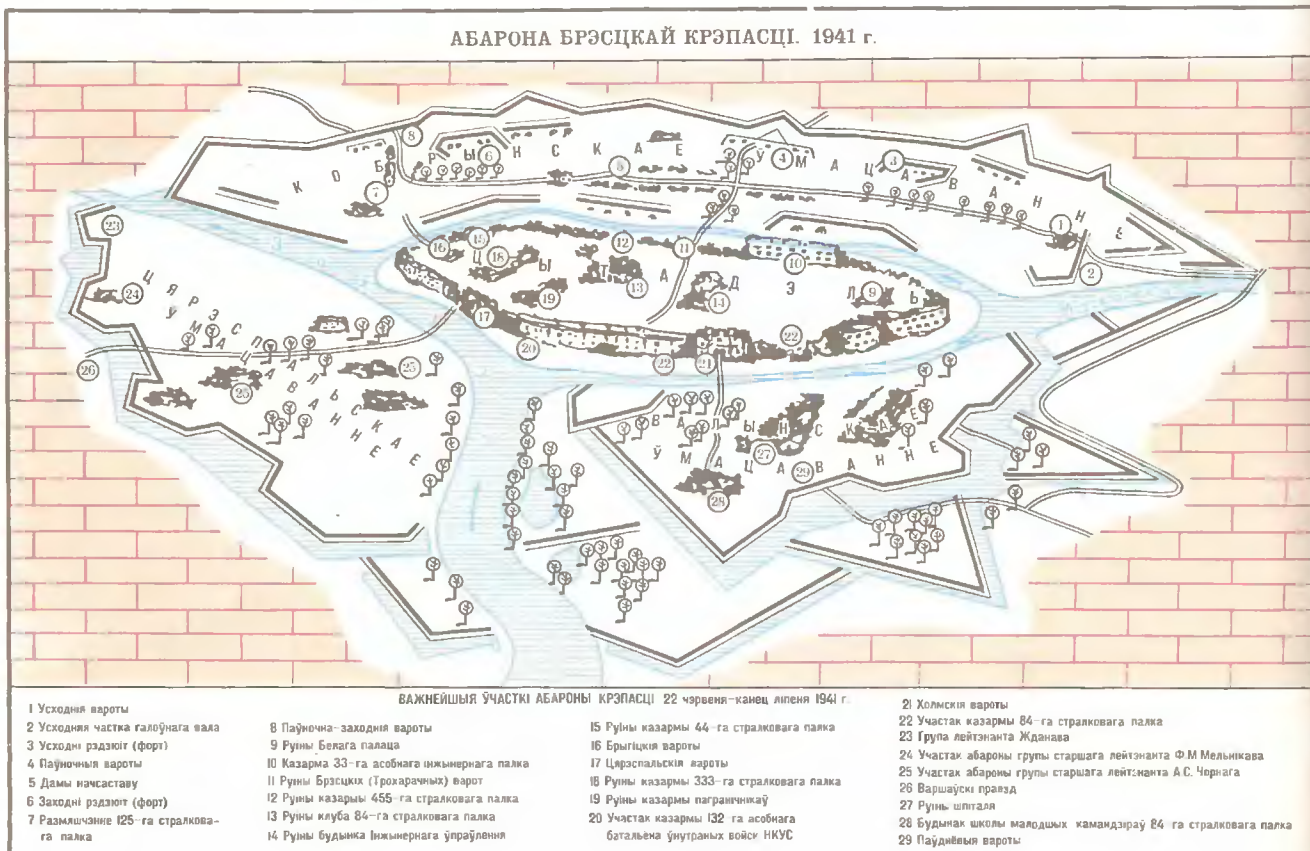 АБАРОНА БРЭСЦКАЙ КРЭПАСЦІ. 1941 г.
КОБРЫНСКАЕ УМАЦАВАННЕ
ЦЫТАДЭЛЬ
ЦЯРЭСПАЛЬСКАЕ
ЎМАЦАВАННЕ
ВАЛЫНСКАЕ
ЎМАЦАВАННЕ
ВАЖНЕЙШЫЯ ЎЧАСТКІ АБАРОНЫ КРЭПАСЦІ 22 чэрвеня-канец ліпеня 1941 г.
1 Усходнія вароты
2 Усходняя частка галоўнага вала
3 Усходні рэдзюіт (форт)
4 Паўночныя вароты
5 Дамы начсаставу
6 Заходні рэдзюіт (форт)
7 Размяшчэнне 125-га стралкова-
га палка
8 Паўночна-заходнія вароты
9 Руіны Белага палаца
10 Казарма 33-га асобнага інжынернага палка
11 Руіны Брэсцкіх (Трохарачных) варот
12 Руіны казармы 455-га стралковага палка
13 Руіны клуба 84-га стралковага палка
14 Руіны будынка Інжынернага ўпраўлення
15 Руіны казармы 44-га стралковага палка
16 Брыгіцкія вароты
17 Цярэспальскія вароты
18 Руіны казармы 333-га стралковага палка
19 Руіны казармы пагранічнікаў
20 Участак казармы 132-га асобнага
батальёна ўнутраных войск НКУС
21 Холмскія вароты
22 Участак казармы 84-га стралковага палка
23 Група лейтэнанта Жданава
24 Участак абароны групы старшага лейтэнанта Ф.М Мельнікава
25 Участак абароны групы старшага лейтэнанта А.С. Чорнага
26 Варшаўскі праезд
27 Руіны шпіталя
28 Будынак школы малодшых камандзіраў 84-га стралковага палка
29 Паўднёвыя вароты